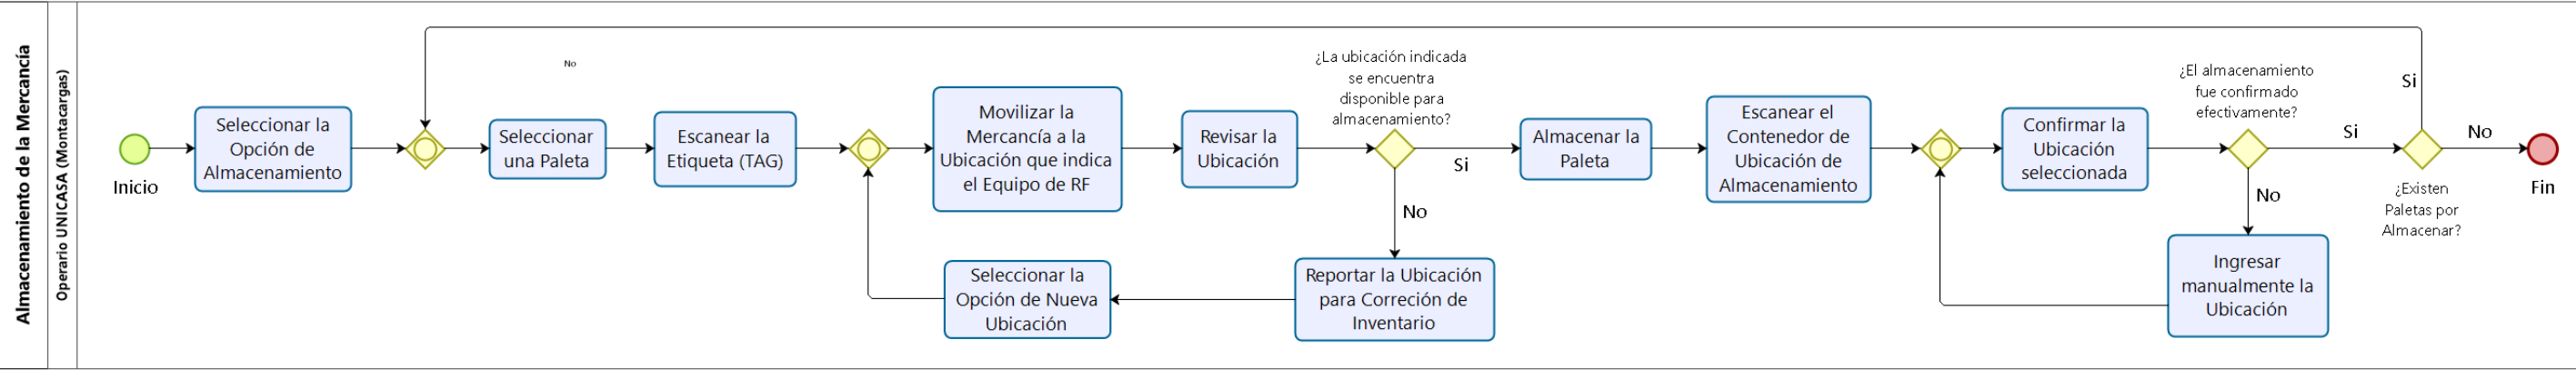 Almacenamiento de la Mercancía
Operario UNICASA (Montacargas)
Inicio
Seleccionar la
Opción de
Almacenamiento
No
Seleccionar
una Paleta
Escanear la
Etiqueta (TAG)
Movilizar la
Mercancía a la
Ubicación que indica
el Equipo de RF
Revisar la
Ubicación
¿La ubicación indicada
se encuentra
disponible para
almacenamiento?
Si
No
Reportar la Ubicación
para Correción de
Inventario
Seleccionar la
Opción de Nueva
Ubicación
Almacenar la
Paleta
Escanear el
Contenedor de
Ubicación de
Almacenamiento
Confirmar la
Ubicación
seleccionada
¿El almacenamiento
fue confirmado
efectivamente?
Si
No
Ingresar
manualmente la
Ubicación
¿Existen
Paletas por
Almacenar?
Si
No
Fin